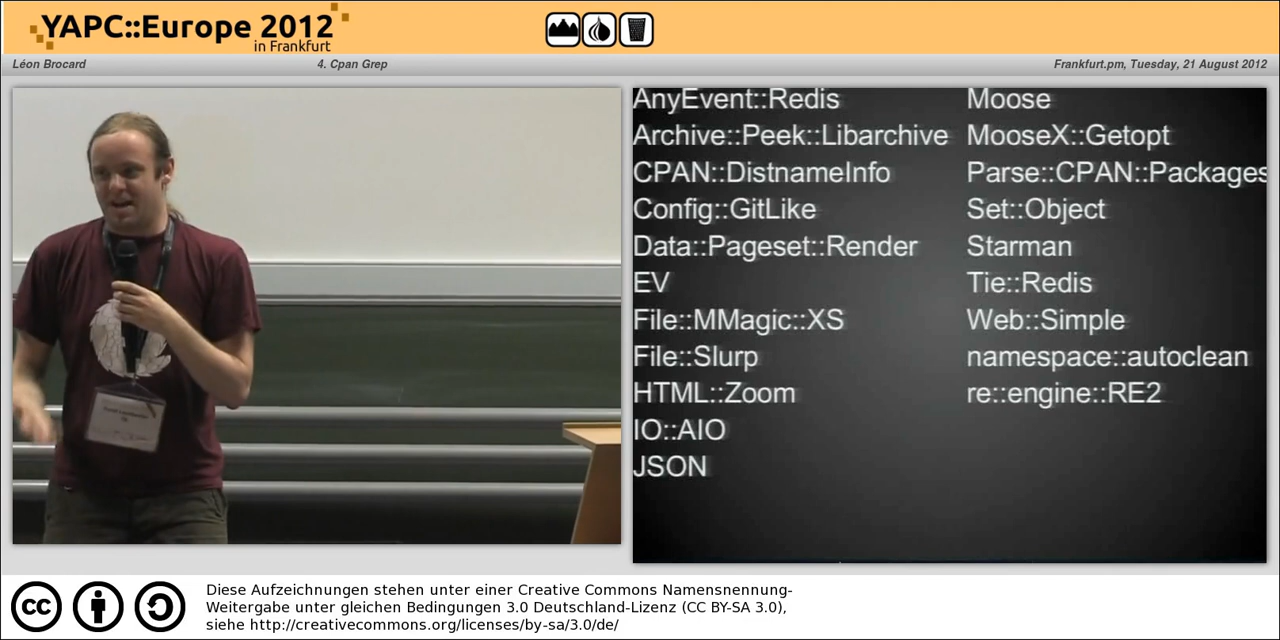 YAPC::Europe 2012
in Frankfurt
Léon Brocard
4. Cpan Grep
Frankfurt.pm, Tuesday, 21 August 2012
AnyEvent::Redis
Archive::Peek::Libarchive
CPAN::DistnameInfo
Config::GitLike
Data::Pageset::Render
EV
File::MMagic::XS
File::Slurp
HTML::Zoom
IO::AIO
JSON
Moose
MooseX::Getopt
Parse::CPAN::Packages
Set::Object
Starman
Tie::Redis
Web::Simple
namespace::autoclean
re::engine::RE2
cc
Diese Aufzeichnungen stehen unter einer Creative Commons Namensnennung-
Weitergabe unter gleichen Bedingungen 3.0 Deutschland-Lizenz (CC BY-SA 3.0),
siehe http://creativecommons.org/licenses/by-sa/3.0/de/